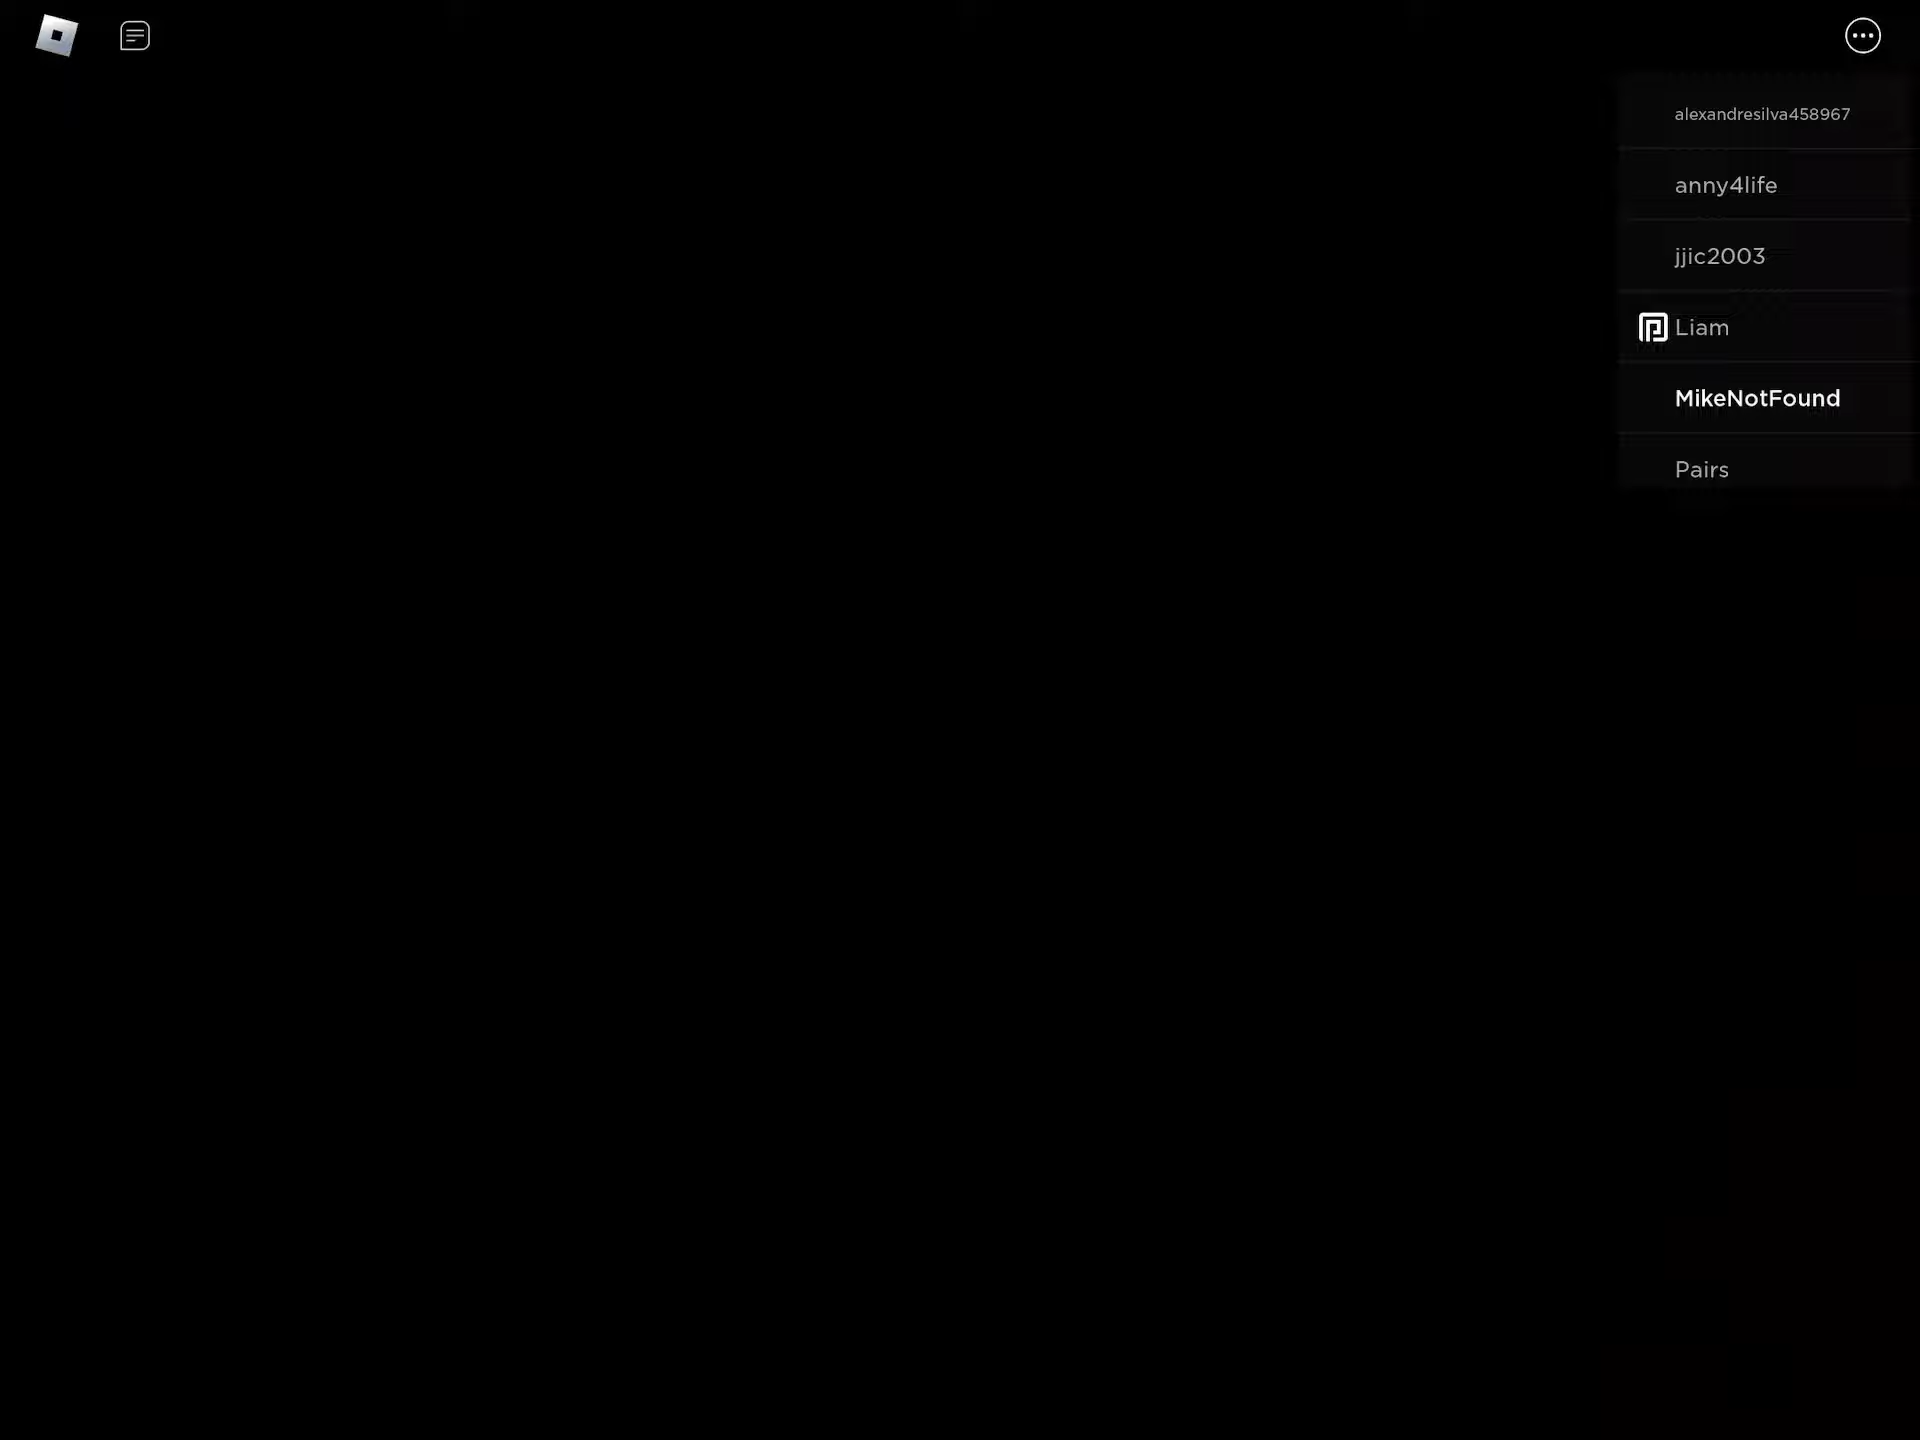 alexandresilva458967
anny4life
jjic2003
Liam
MikeNotFound
Pairs